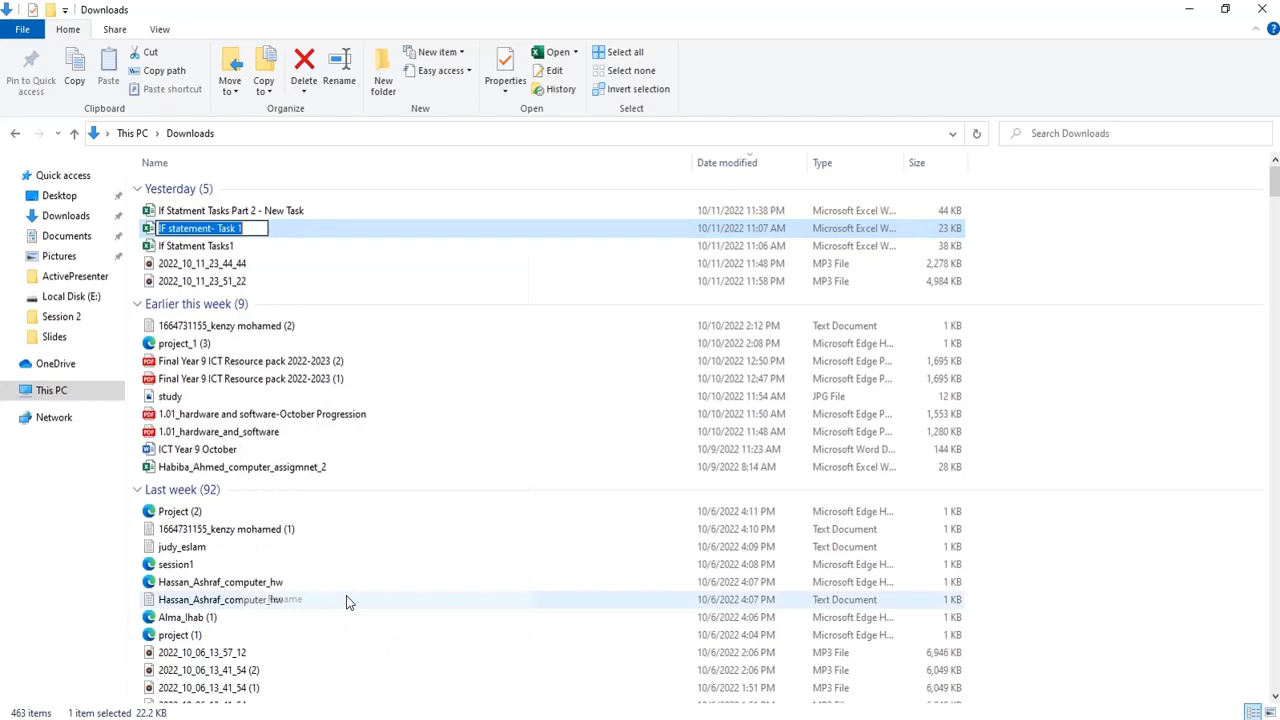 Downloads
File Home Share View
Pin to Quick access
Copy
Paste
Cut
Copy path
Paste shortcut
Clipboard
Move to
Copy to
Delete
Rename
Organize
New folder
New item
Easy access
New
Properties
Open
Edit
History
Open
Select all
Select none
Invert selection
Select
This PC > Downloads
Search Downloads
Quick access
Desktop
Downloads
Documents
Pictures
ActivePresenter
Local Disk (E:)
Session 2
Slides
OneDrive
This PC
Network
Name Date modified Type Size
Yesterday (5)
If Statment Tasks Part 2 - New Task 10/11/2022 11:38 PM Microsoft Excel W... 44 KB
IF statement- Task 1 10/11/2022 11:07 AM Microsoft Excel W... 23 KB
If Statment Tasks1 10/11/2022 11:06 AM Microsoft Excel W... 38 KB
2022_10_11_23_44_44 10/11/2022 11:48 PM MP3 File 2,278 KB
2022_10_11_23_51_22 10/11/2022 11:58 PM MP3 File 4,984 KB
Earlier this week (9)
1664731155_kenzy mohamed (2) 10/10/2022 2:12 PM Text Document 1 KB
project_1 (3) 10/10/2022 2:08 PM Microsoft Edge H... 1 KB
Final Year 9 ICT Resource pack 2022-2023 (2) 10/10/2022 12:50 PM Microsoft Edge P... 1,695 KB
Final Year 9 ICT Resource pack 2022-2023 (1) 10/10/2022 12:47 PM Microsoft Edge P... 1,695 KB
study 10/10/2022 11:54 AM JPG File 12 KB
1.01_hardware and software-October Progression 10/10/2022 11:50 AM Microsoft Edge P... 1,553 KB
1.01_hardware_and_software 10/10/2022 11:48 AM Microsoft Edge P... 1,280 KB
ICT Year 9 October 10/9/2022 11:23 AM Microsoft Word D... 144 KB
Habiba_Ahmed_computer_assigmnet_2 10/9/2022 8:14 AM Microsoft Excel W... 28 KB
Last week (92)
Project (2) 10/6/2022 4:11 PM Microsoft Edge H... 1 KB
1664731155_kenzy mohamed (1) 10/6/2022 4:10 PM Text Document 1 KB
judy_eslam 10/6/2022 4:09 PM Text Document 1 KB
session1 10/6/2022 4:08 PM Microsoft Edge H... 1 KB
Hassan_Ashraf_computer_hw 10/6/2022 4:07 PM Microsoft Edge H... 1 KB
Hassan_Ashraf_computer_hw 10/6/2022 4:07 PM Text Document 1 KB
Alma_Ihab (1) 10/6/2022 4:06 PM Microsoft Edge H... 1 KB
project (1) 10/6/2022 4:04 PM Microsoft Edge H... 1 KB
2022_10_06_13_57_12 10/6/2022 2:06 PM MP3 File 6,946 KB
2022_10_06_13_41_54 (2) 10/6/2022 2:06 PM MP3 File 6,049 KB
2022_10_06_13_41_54 (1) 10/6/2022 1:51 PM MP3 File 6,049 KB
463 items 1 item selected 22.2 KB